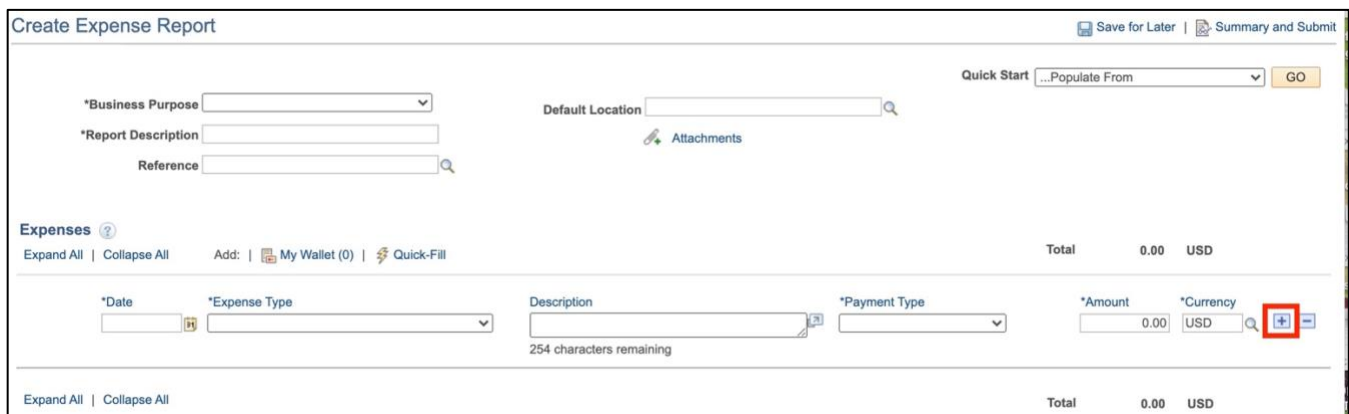 Create Expense Report
Save for Later | Summary and Submit
Quick Start ...Populate From GO
*Business Purpose
Default Location
*Report Description
Attachments
Reference
Expenses ?
Expand All | Collapse All Add: | My Wallet (0) | Quick-Fill Total 0.00 USD
*Date *Expense Type Description *Payment Type *Amount *Currency
31 0.00 USD + -
254 characters remaining
Expand All | Collapse All Total 0.00 USD